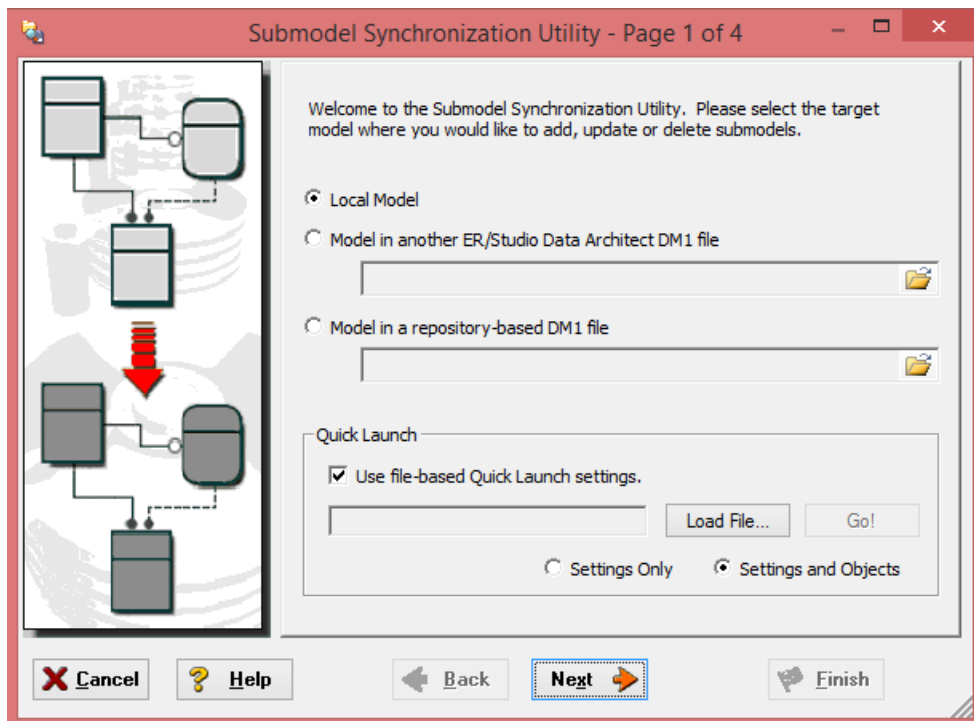 Submodel Synchronization Utility - Page 1 of 4
Welcome to the Submodel Synchronization Utility. Please select the target
model where you would like to add, update or delete submodels.
Local Model
Model in another ER/Studio Data Architect DM1 file
Model in a repository-based DM1 file
Quick Launch
Use file-based Quick Launch settings.
Load File... Go!
Settings Only Settings and Objects
Cancel Help Back Next Finish